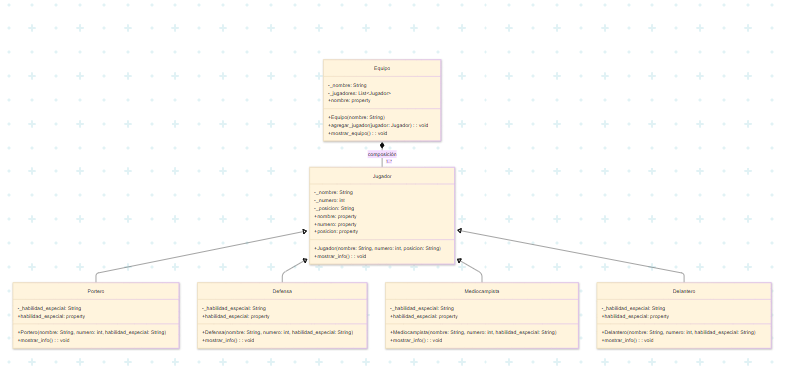 Equipo
-_nombre: String
-_jugadores: List<Jugador>
+nombre: property
+Equipo(nombre: String)
+agregar_jugador(jugador: Jugador) : : void
+mostrar_equipo() : : void
composición
Jugador
-_nombre: String
-_numero: int
-_posicion: String
+nombre: property
+numero: property
+posicion: property
+Jugador(nombre: String, numero: int, posicion: String)
+mostrar_info() : : void
Portero
-_habilidad_especial: String
+habilidad_especial: property
+Portero(nombre: String, numero: int, habilidad_especial: String)
+mostrar_info() : : void
Defensa
-_habilidad_especial: String
+habilidad_especial: property
+Defensa(nombre: String, numero: int, habilidad_especial: String)
+mostrar_info() : : void
Mediocampista
-_habilidad_especial: String
+habilidad_especial: property
+Mediocampista(nombre: String, numero: int, habilidad_especial: String)
+mostrar_info() : : void
Delantero
-_habilidad_especial: String
+habilidad_especial: property
+Delantero(nombre: String, numero: int, habilidad_especial: String)
+mostrar_info() : : void